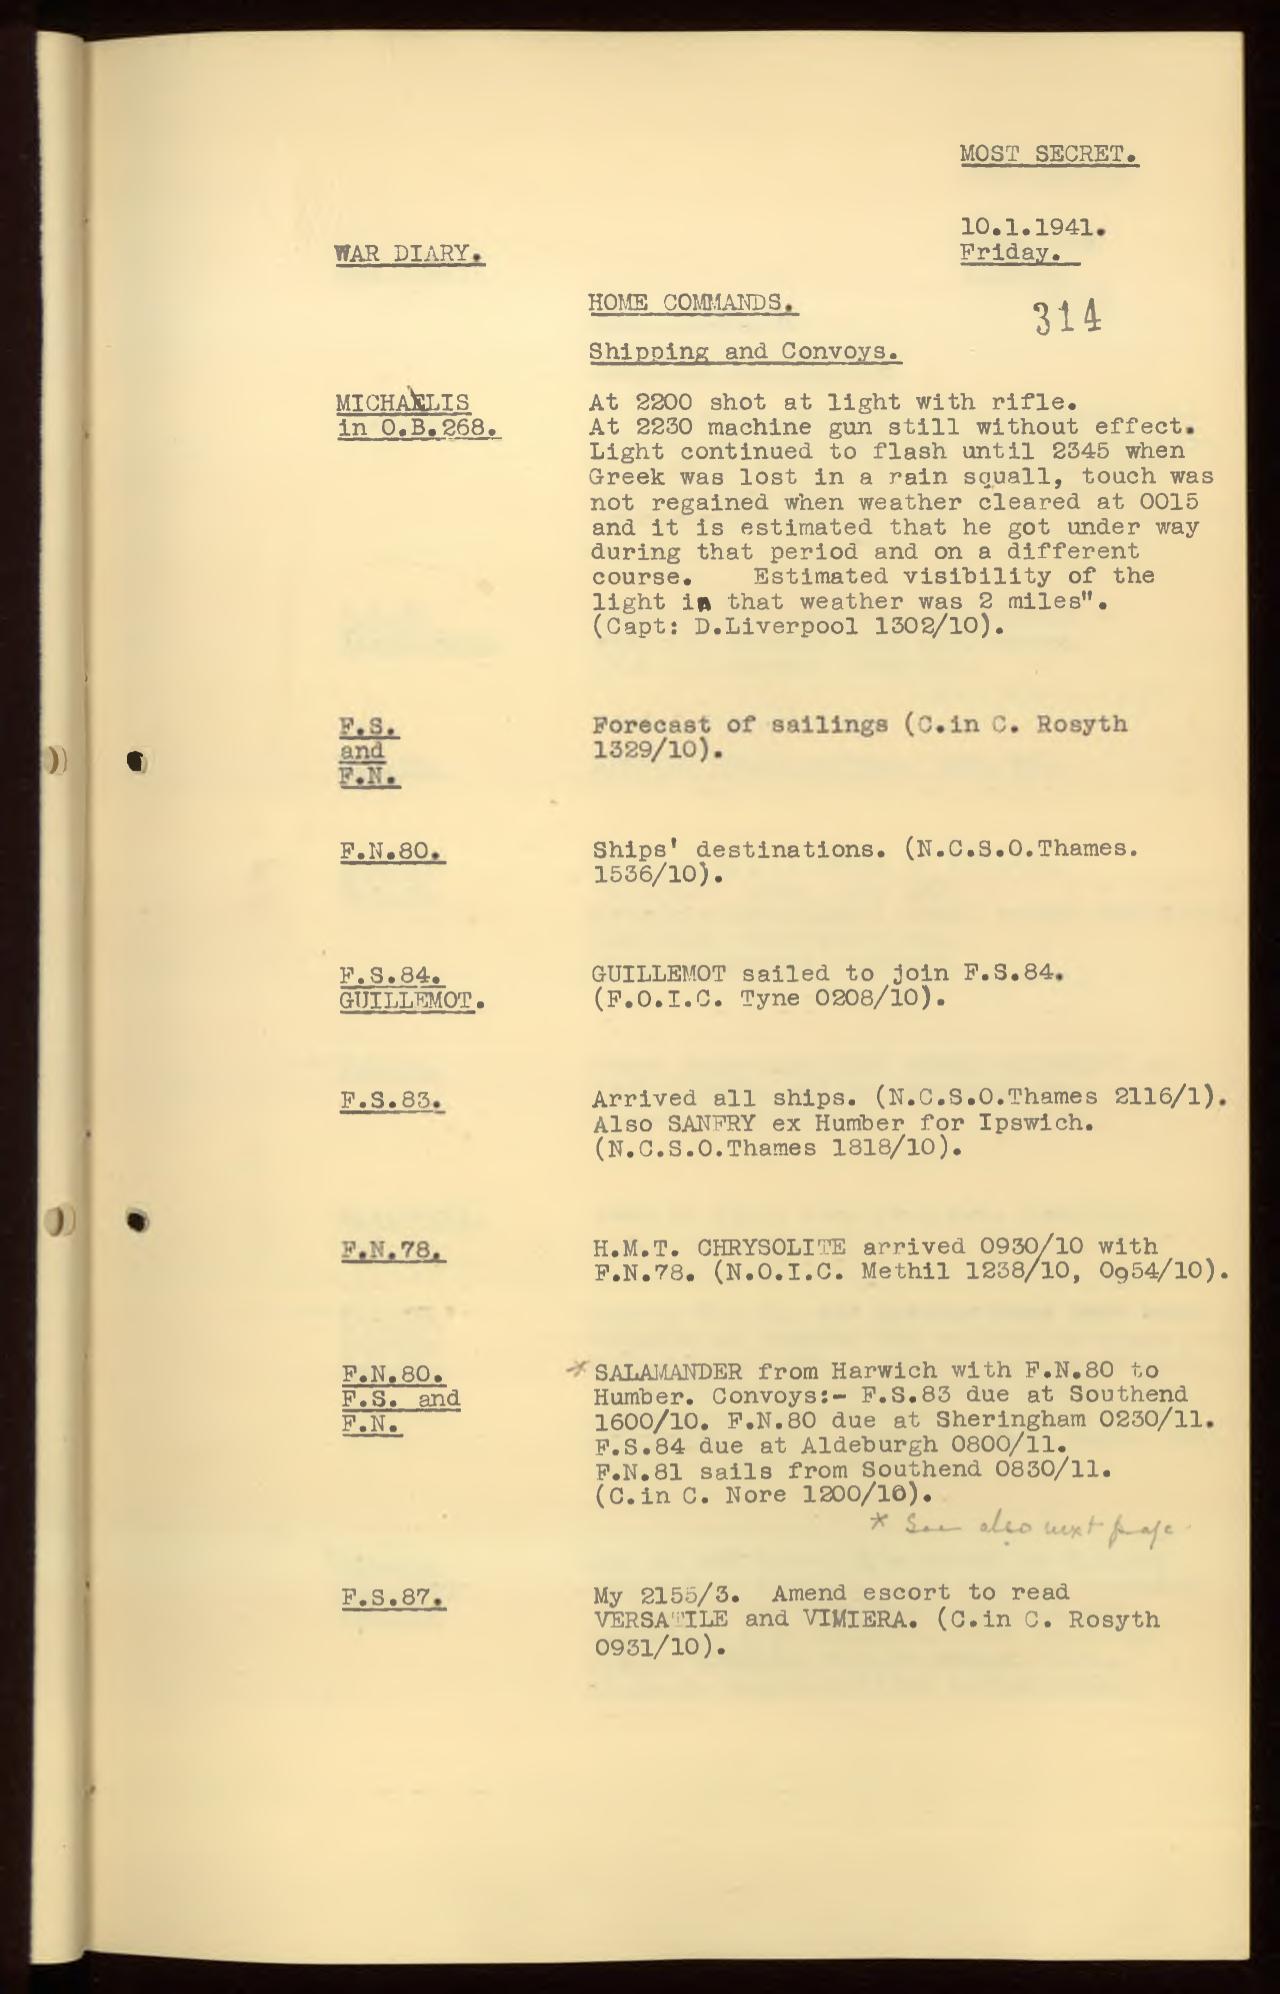 MOST SECRET.
10.1.1941.
Friday.
WAR DIARY.
HOME COMMANDS.
314
Shipping and Convoys.
MICHAELIS
in O.B.268.
At 2200 shot at light with rifle.
At 2230 machine gun still without effect.
Light continued to flash until 2345 when
Greek was lost in a rain squall, touch was
not regained when weather cleared at 0015
and it is estimated that he got under way
during that period and on a different
course. Estimated visibility of the
light in that weather was 2 miles".
(Capt: D.Liverpool 1302/10).
F.S.
and
F.N.
Forecast of sailings (C.in C. Rosyth
1329/10).
F.N.80.
Ships' destinations. (N.C.S.O.Thames.
1536/10).
F.S.84.
GUILLEMOT.
GUILLEMOT sailed to join F.S.84.
(F.O.I.C. Tyne 0208/10).
F.S.83.
Arrived all ships. (N.C.S.O.Thames 2116/1).
Also SANFRY ex Humber for Ipswich.
(N.C.S.O.Thames 1818/10).
F.N.78.
H.M.T. CHRYSOLITE arrived 0930/10 with
F.N.78. (N.O.I.C. Methil 1238/10, 0954/10).
F.N.80.
F.S. and
F.N.
* SALAMANDER from Harwich with F.N.80 to
Humber. Convoys:- F.S.83 due at Southend
1600/10. F.N.80 due at Sheringham 0230/11.
F.S.84 due at Aldeburgh 0800/11.
F.N.81 sails from Southend 0830/11.
(C.in C. Nore 1200/10).
* See also next page
F.S.87.
My 2155/3. Amend escort to read
VERSATILE and VIMIERA. (C.in C. Rosyth
0931/10).